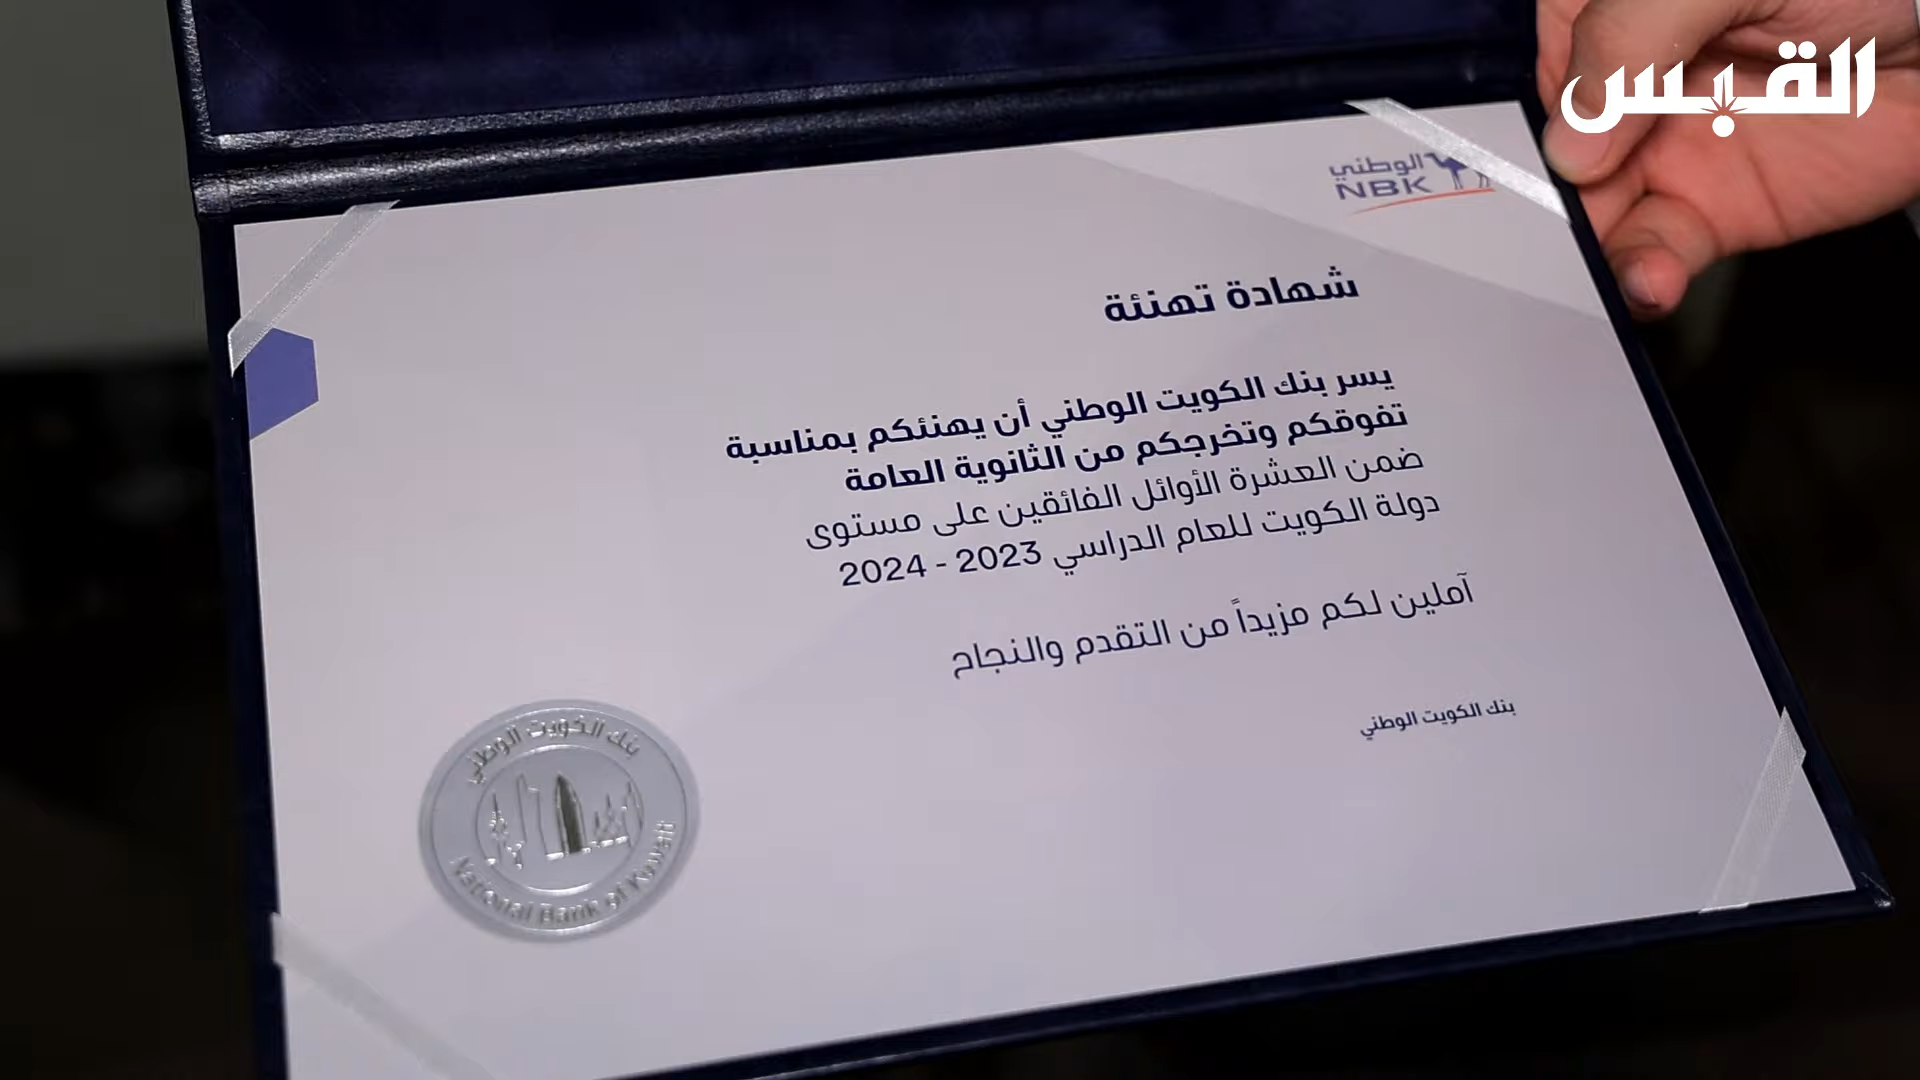 القبس
الوطني
NBK
شهادة تهنئة
يسر بنك الكويت الوطني أن يهنئكم بمناسبة
تفوقكم وتخرجكم من الثانوية العامة
ضمن العشرة الأوائل الفائقين على مستوى
دولة الكويت للعام الدراسي 2023 - 2024
آملين لكم مزيداً من التقدم والنجاح
بنك الكويت الوطني
بنك الكويت الوطني
National Bank of Kuwait